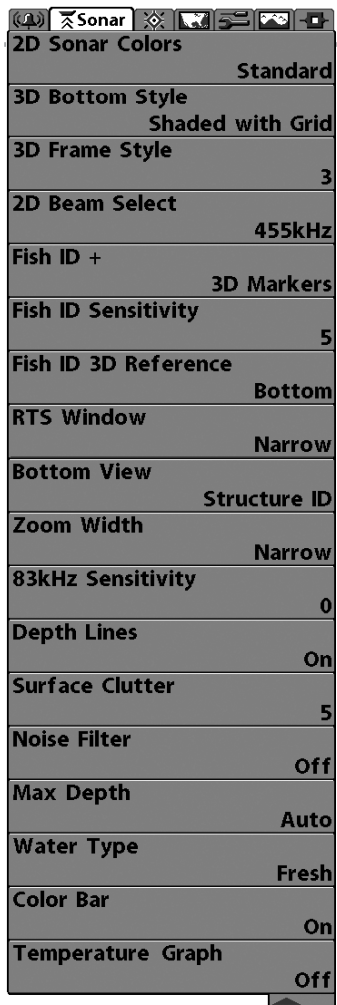 Sonar
2D Sonar Colors
Standard
3D Bottom Style
Shaded with Grid
3D Frame Style
3
2D Beam Select
455kHz
Fish ID +
3D Markers
Fish ID Sensitivity
5
Fish ID 3D Reference
Bottom
RTS Window
Narrow
Bottom View
Structure ID
Zoom Width
Narrow
83kHz Sensitivity
0
Depth Lines
On
Surface Clutter
5
Noise Filter
Off
Max Depth
Auto
Water Type
Fresh
Color Bar
On
Temperature Graph
Off